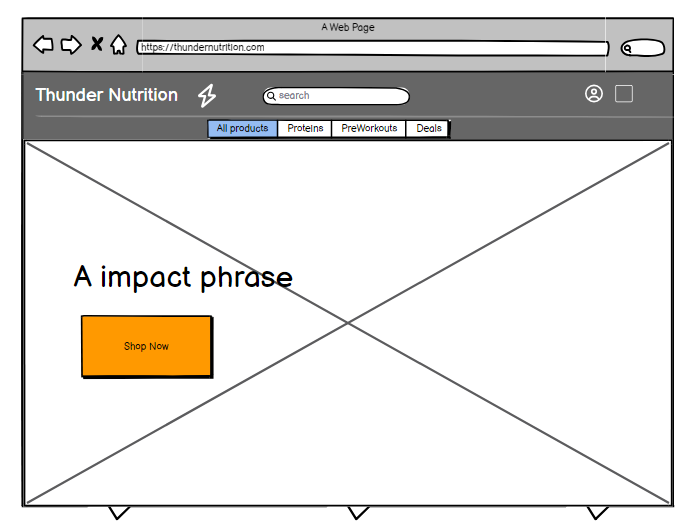 A Web Page
https://thundernutrition.com
Thunder Nutrition
search
All products Proteins PreWorkouts Deals
A impact phrase
Shop Now